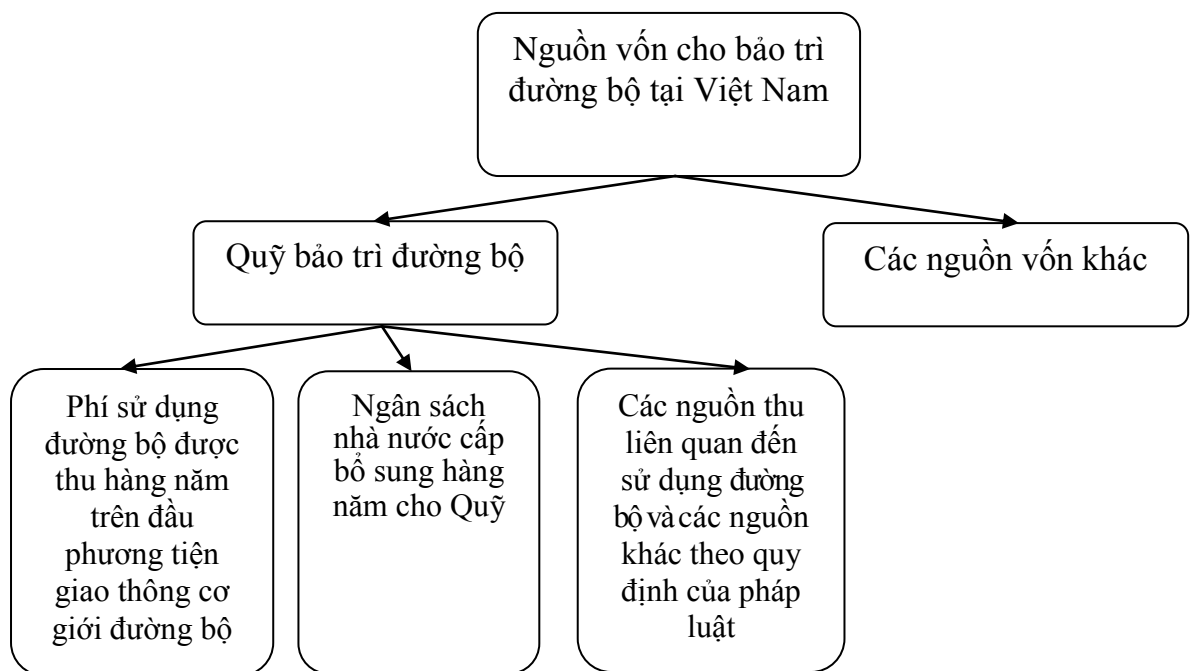 Nguồn vốn cho bảo trì
đường bộ tại Việt Nam
Quỹ bảo trì đường bộ
Các nguồn vốn khác
Phí sử dụng
đường bộ được
thu hàng năm
trên đầu
phương tiện
giao thông cơ
giới đường bộ
Ngân sách
nhà nước cấp
bổ sung hàng
năm cho Quỹ
Các nguồn thu
liên quan đến
sử dụng đường
bộ và các nguồn
khác theo quy
định của pháp
luật